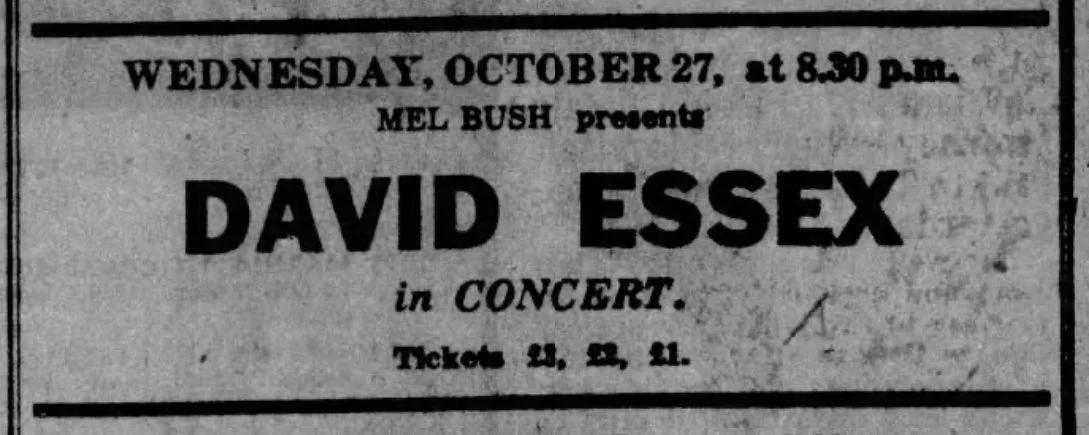 WEDNESDAY, OCTOBER 27, at 8.30 p.m.
MEL BUSH presents
DAVID ESSEX
in CONCERT.
Tickets £3, £2, £1.